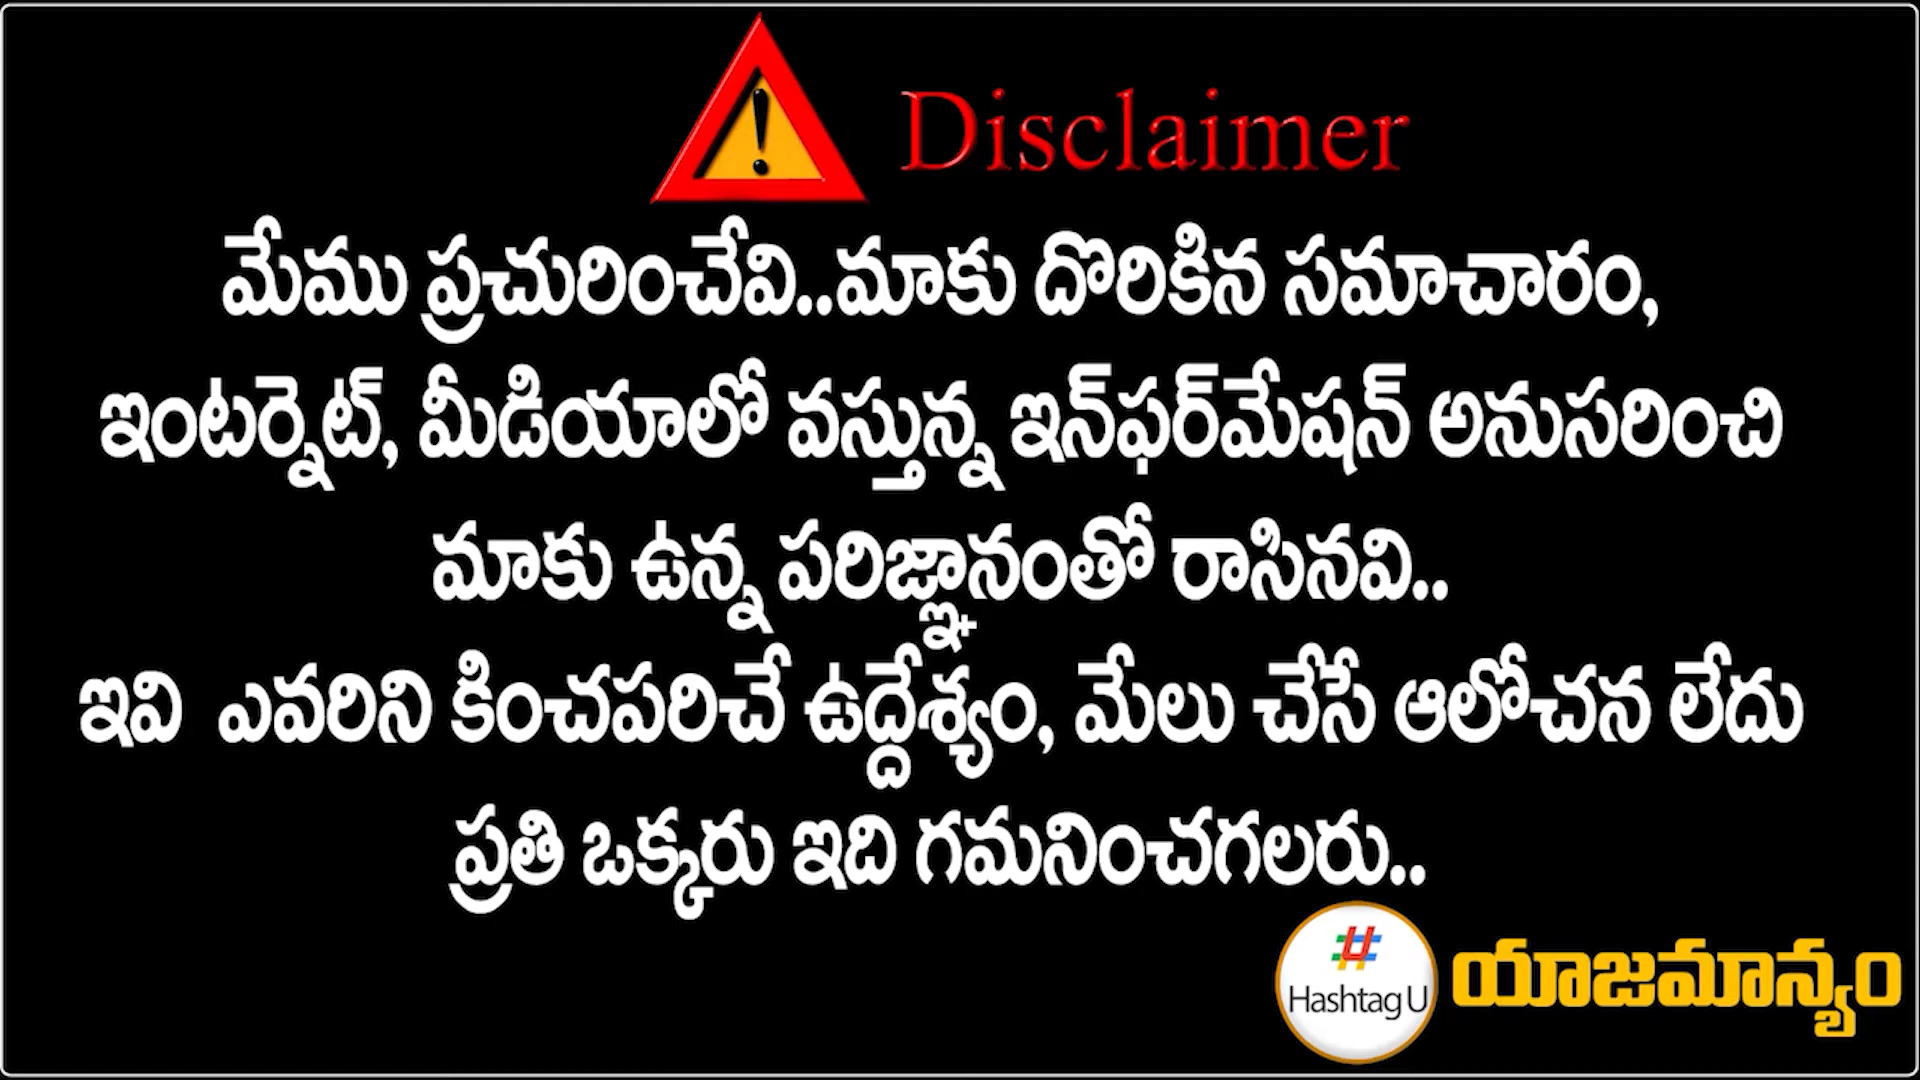 Disclaimer
మేము ప్రచురించేవి..మాకు దొరికిన సమాచారం,
ఇంటర్నెట్, మీడియాలో వస్తున్న ఇన్‌ఫర్‌మేషన్ అనుసరించి
మాకు ఉన్న పరిజ్ఞానంతో రాసినవి..
ఇవి ఎవరిని కించపరిచే ఉద్దేశ్యం, మేలు చేసే ఆలోచన లేదు
ప్రతి ఒక్కరు ఇది గమనించగలరు..
#
Hashtag U
యాజమాన్యం